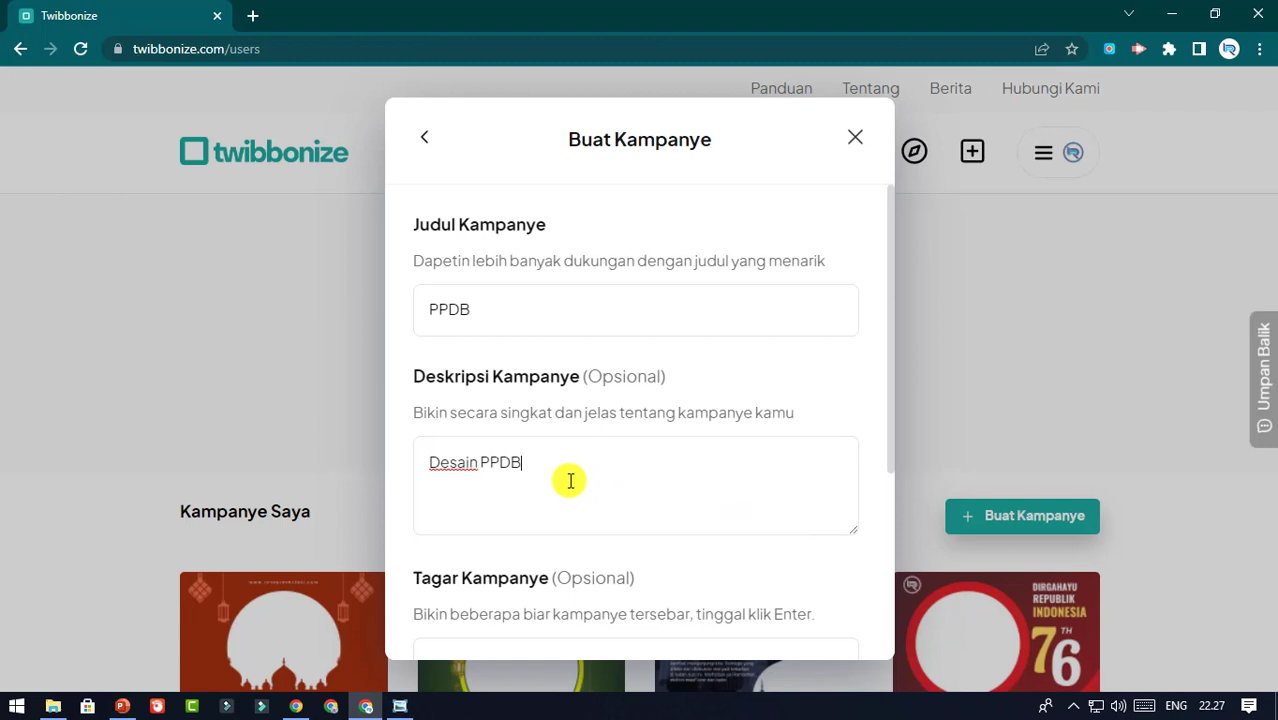 Twibbonize
twibbonize.com/users
Panduan Tentang Berita Hubungi Kami
twibbonize
Buat Kampanye
Judul Kampanye
Dapetin lebih banyak dukungan dengan judul yang menarik
PPDB
Deskripsi Kampanye (Opsional)
Bikin secara singkat dan jelas tentang kampanye kamu
Desain PPDB
Tagar Kampanye (Opsional)
Bikin beberapa biar kampanye tersebar, tinggal klik Enter.
Umpan Balik
Kampanye Saya
+ Buat Kampanye
DIRGAHAYU
REPUBLIK
INDONESIA
76TH
ENG 22.27